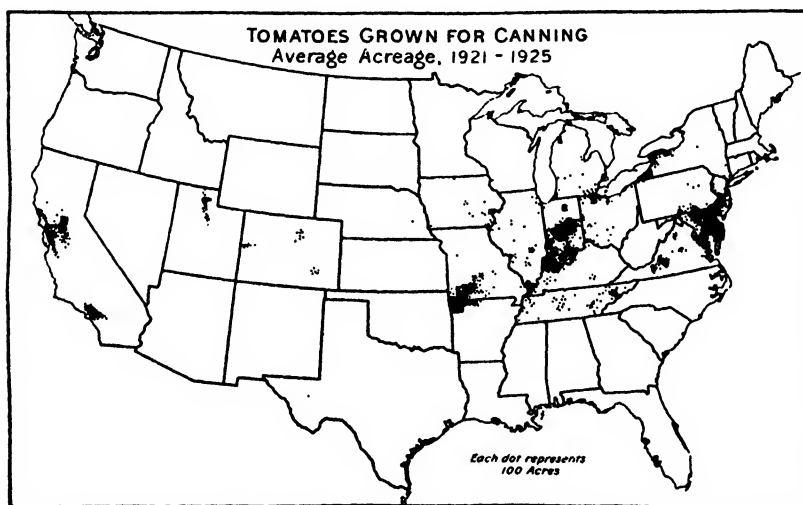 TOMATOES GROWN FOR CANNING
Average Acreage, 1921 - 1925
Each dot represents
100 Acres